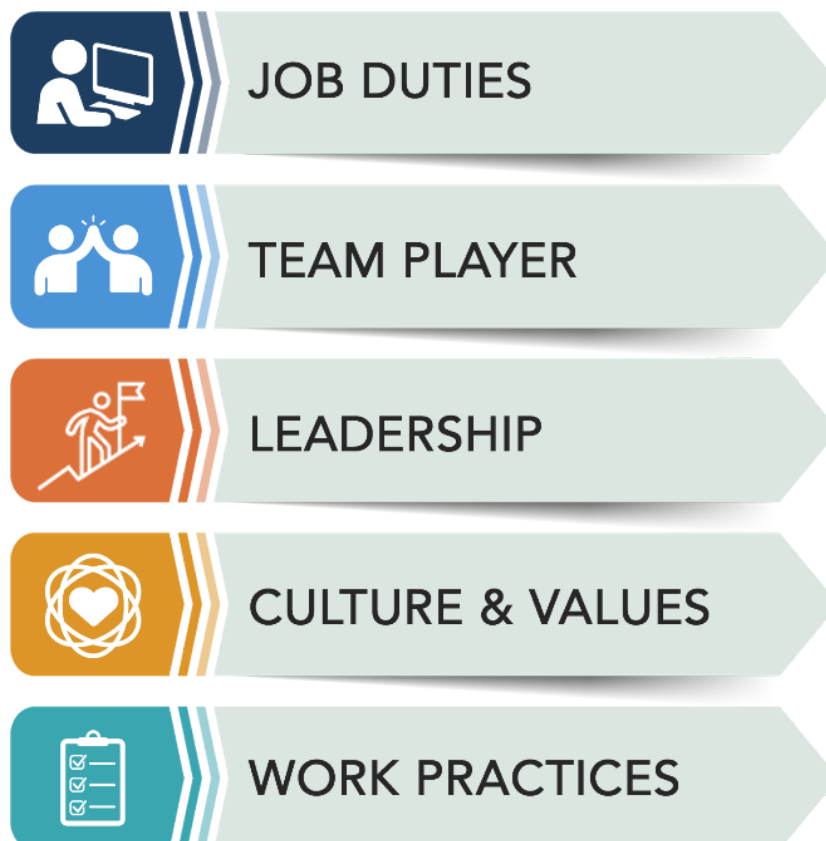 JOB DUTIES
TEAM PLAYER
LEADERSHIP
CULTURE & VALUES
WORK PRACTICES